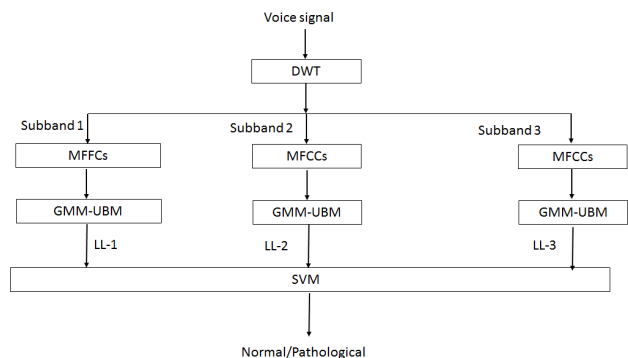 Voice signal
DWT
Subband 1
Subband 2
Subband 3
MFFCs
MFCCs
MFCCs
GMM-UBM
GMM-UBM
GMM-UBM
LL-1
LL-2
LL-3
SVM
Normal/Pathological